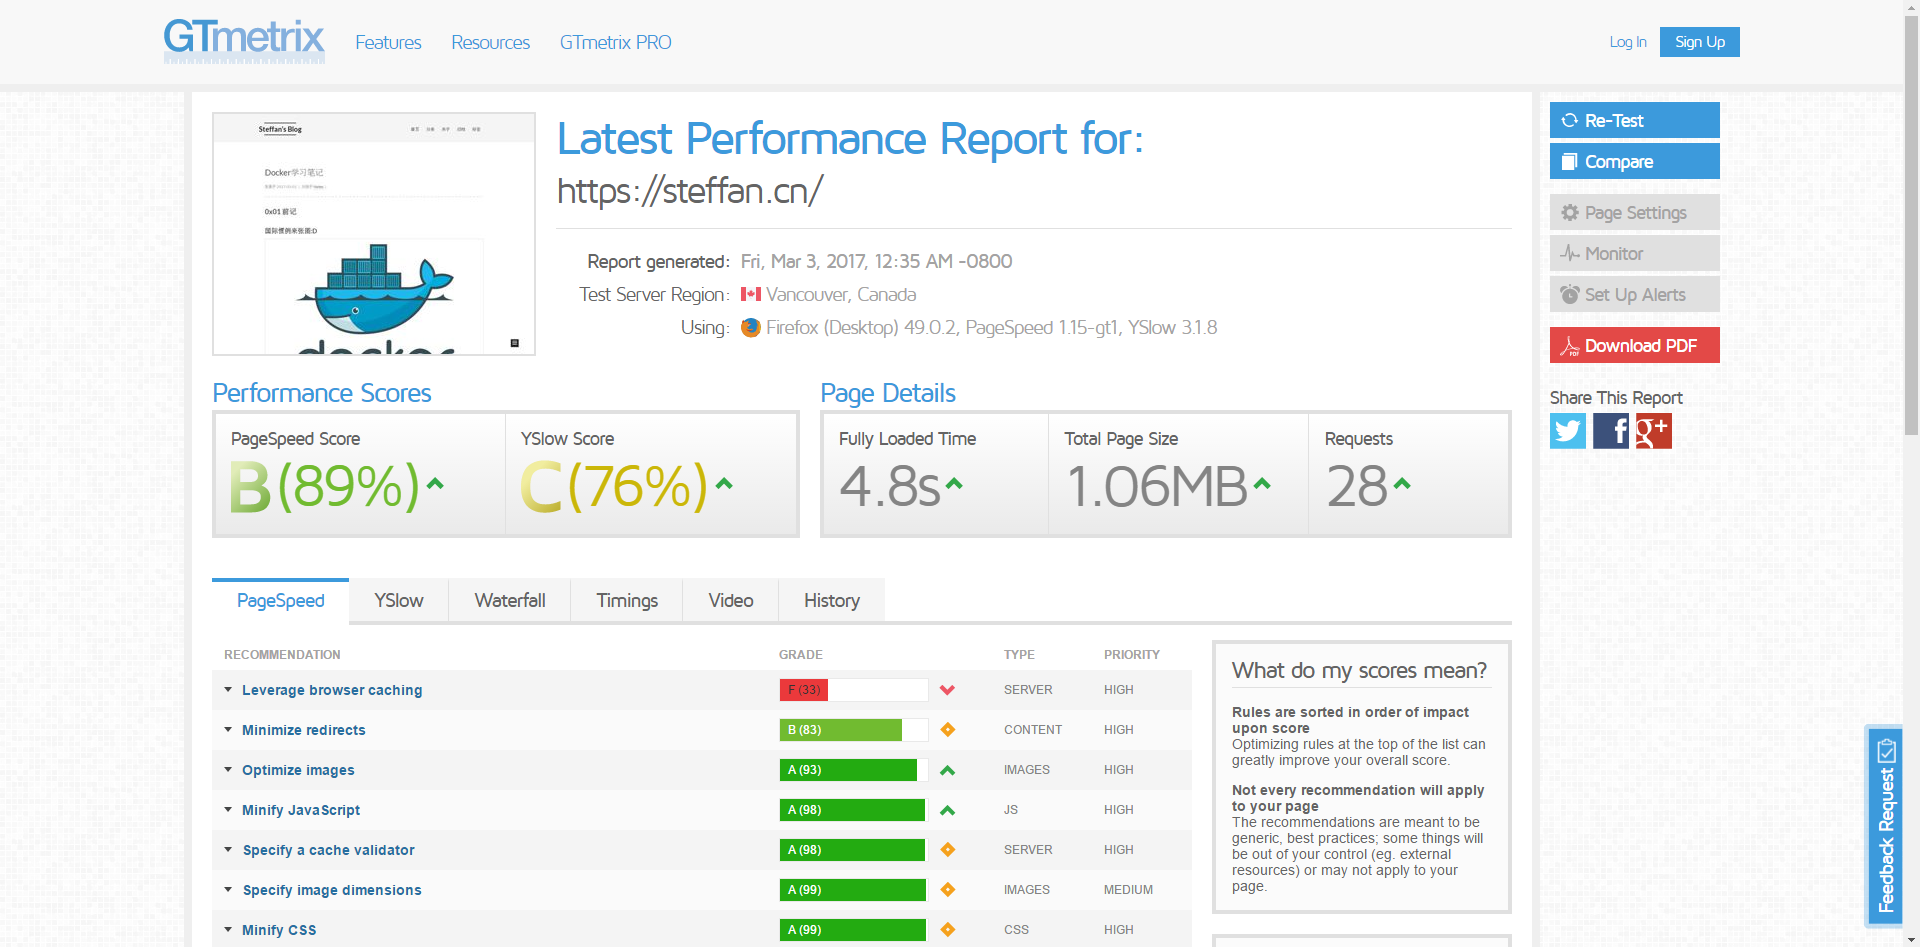 GTmetrix
Features
Resources
GTmetrix PRO
Log In
Sign Up
Steffan's Blog
Docker学习笔记
0x01 前记
国际惯例来张图:D
docker
Latest Performance Report for:
https://steffan.cn/
Report generated: Fri, Mar 3, 2017, 12:35 AM -0800
Test Server Region: Vancouver, Canada
Using: Firefox (Desktop) 49.0.2, PageSpeed 1.15-gt1, YSlow 3.1.8
Re-Test
Compare
Page Settings
Monitor
Set Up Alerts
PDF
Download PDF
Share This Report
f
g+
Performance Scores
PageSpeed Score
B(89%)
YSlow Score
C(76%)
Page Details
Fully Loaded Time
4.8s
Total Page Size
1.06MB
Requests
28
PageSpeed
YSlow
Waterfall
Timings
Video
History
RECOMMENDATION GRADE TYPE PRIORITY
Leverage browser caching F (33) SERVER HIGH
Minimize redirects B (83) CONTENT HIGH
Optimize images A (93) IMAGES HIGH
Minify JavaScript A (98) JS HIGH
Specify a cache validator A (98) SERVER HIGH
Specify image dimensions A (99) IMAGES MEDIUM
Minify CSS A (99) CSS HIGH
What do my scores mean?
Rules are sorted in order of impact
upon score
Optimizing rules at the top of the list can
greatly improve your overall score.
Not every recommendation will apply
to your page
The recommendations are meant to be
generic, best practices; some things will
be out of your control (eg. external
resources) or may not apply to your
page.
Feedback Request